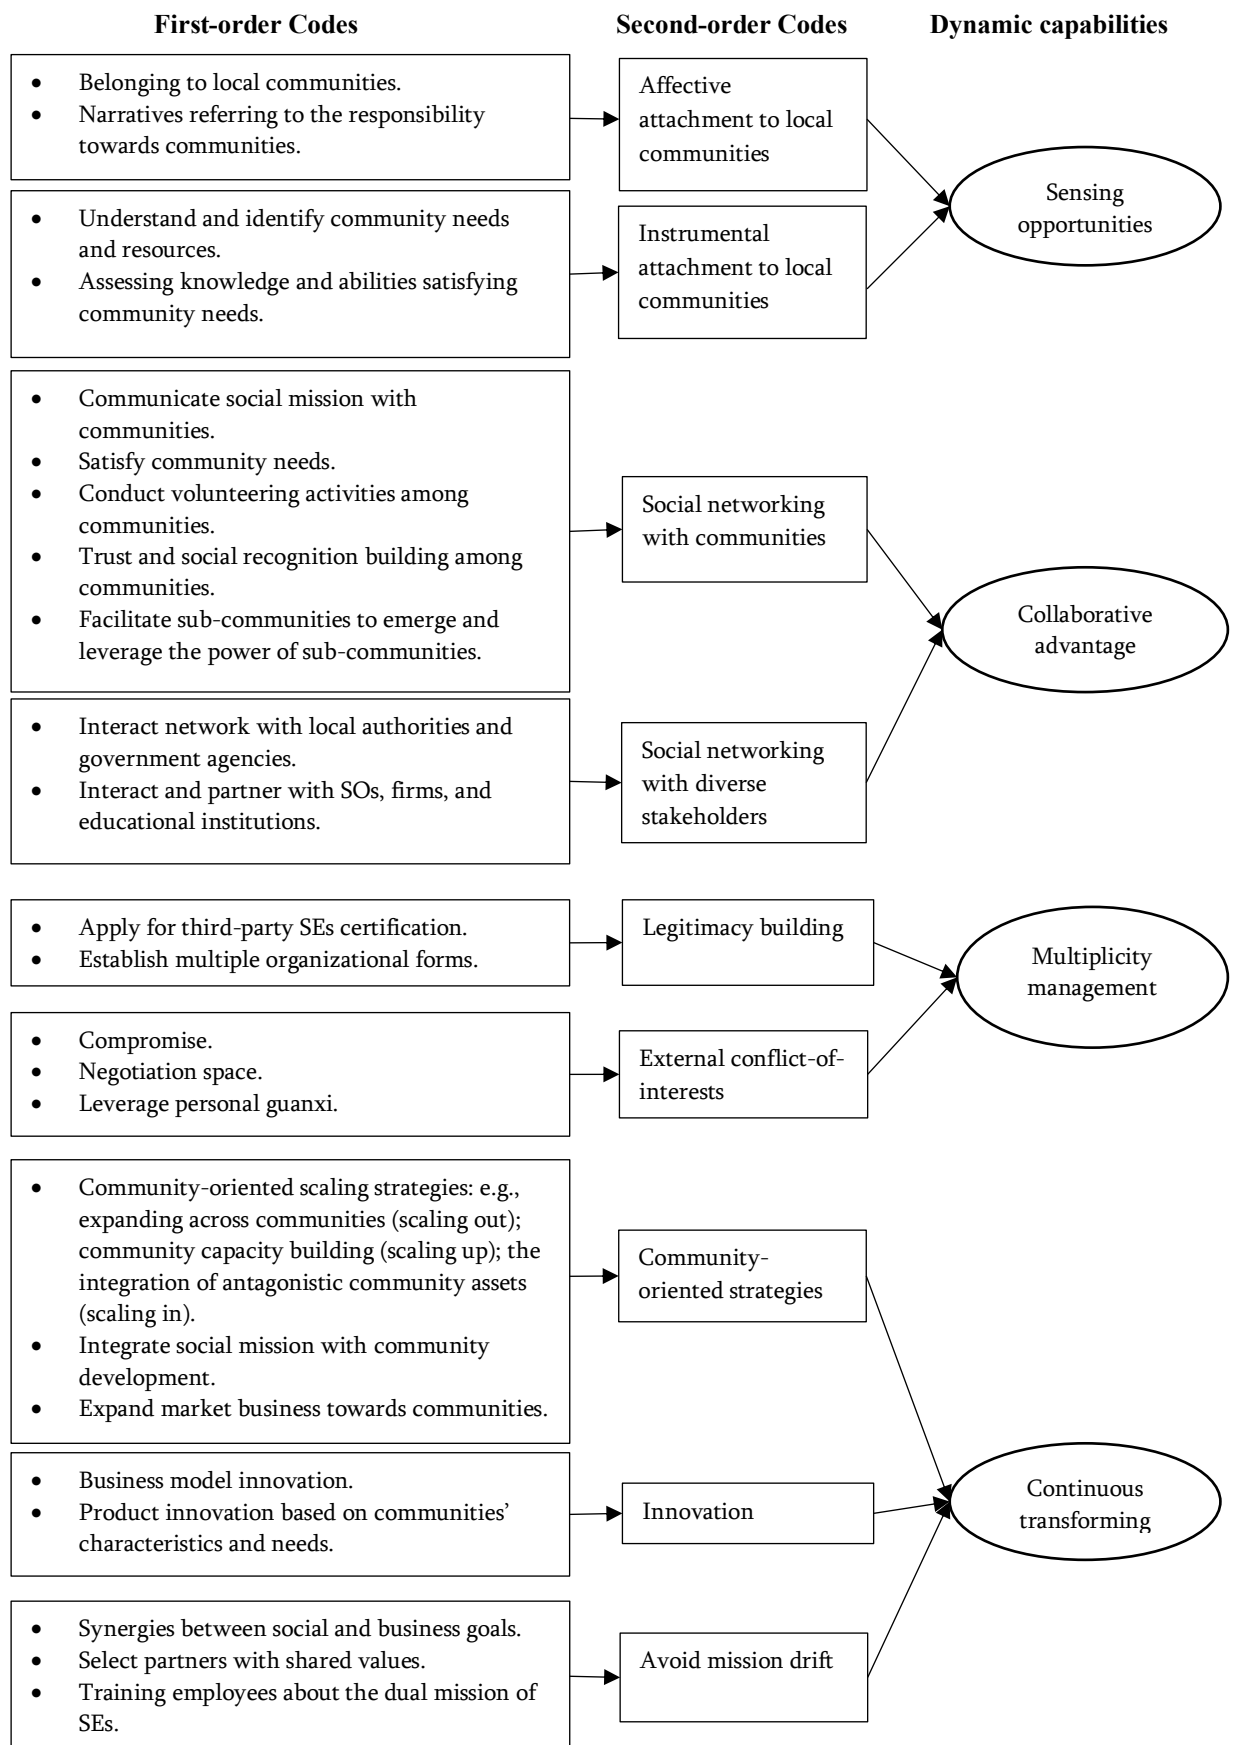 First-order Codes
Second-order Codes
Dynamic capabilities
• Belonging to local communities.
• Narratives referring to the responsibility
towards communities.
Affective
attachment to local
communities
Sensing
opportunities
• Understand and identify community needs
and resources.
• Assessing knowledge and abilities satisfying
community needs.
Instrumental
attachment to local
communities
• Communicate social mission with
communities.
• Satisfy community needs.
• Conduct volunteering activities among
communities.
• Trust and social recognition building among
communities.
• Facilitate sub-communities to emerge and
leverage the power of sub-communities.
Social networking
with communities
Collaborative
advantage
• Interact network with local authorities and
government agencies.
• Interact and partner with SOs, firms, and
educational institutions.
Social networking
with diverse
stakeholders
• Apply for third-party SEs certification.
• Establish multiple organizational forms.
Legitimacy building
Multiplicity
management
• Compromise.
• Negotiation space.
• Leverage personal guanxi.
External conflict-of-
interests
• Community-oriented scaling strategies: e.g.,
expanding across communities (scaling out);
community capacity building (scaling up); the
integration of antagonistic community assets
(scaling in).
• Integrate social mission with community
development.
• Expand market business towards communities.
Community-
oriented strategies
• Business model innovation.
• Product innovation based on communities’
characteristics and needs.
Innovation
Continuous
transforming
• Synergies between social and business goals.
• Select partners with shared values.
• Training employees about the dual mission of
SEs.
Avoid mission drift